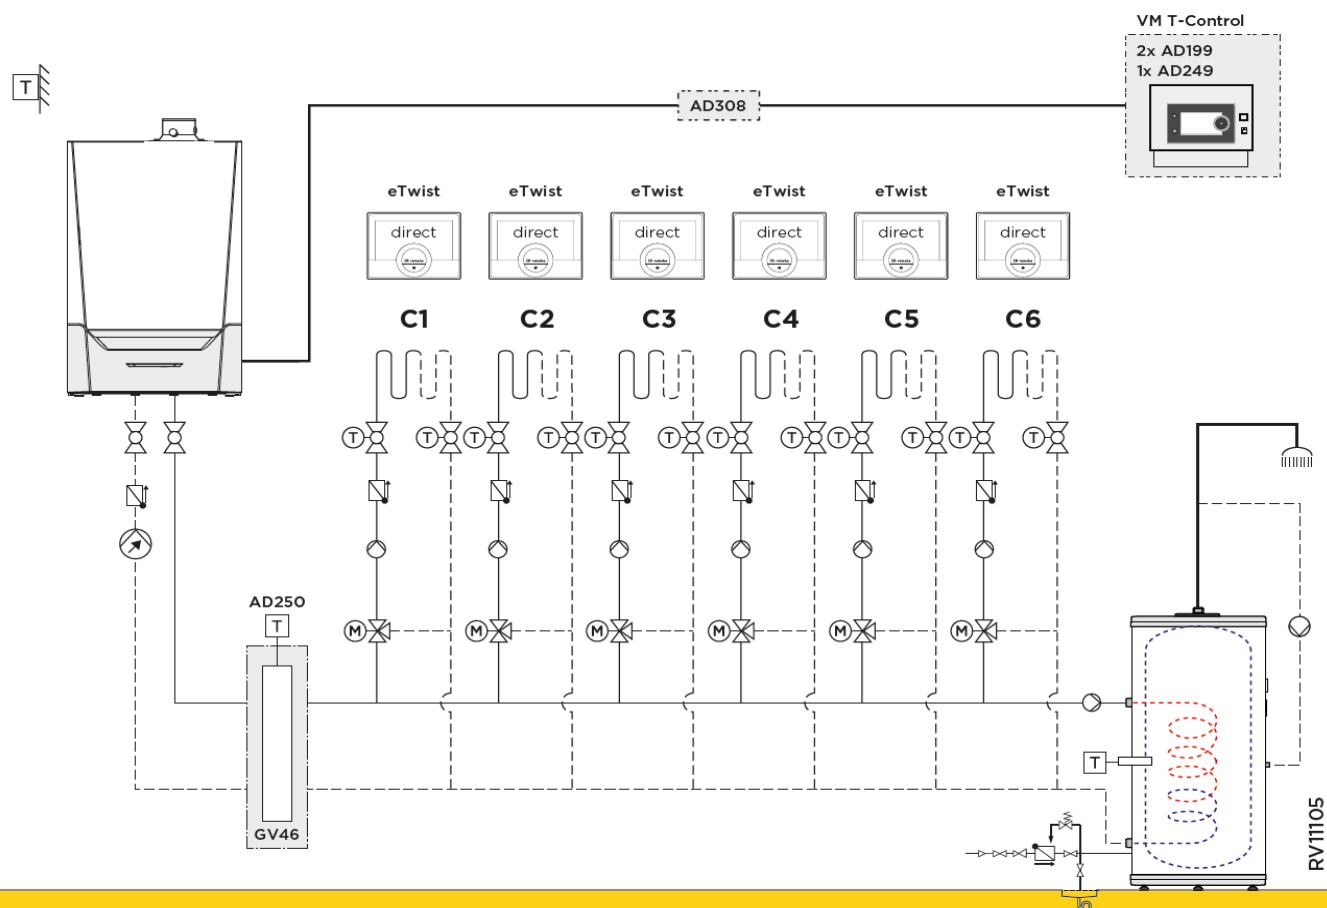 VM T-Control
2x AD199
1x AD249
T
AD308
eTwist eTwist eTwist eTwist eTwist eTwist
direct direct direct direct direct direct
C1 C2 C3 C4 C5 C6
T T T T T T T T T T T T
AD250
T
M M M M M M
T
GV46
RV11105